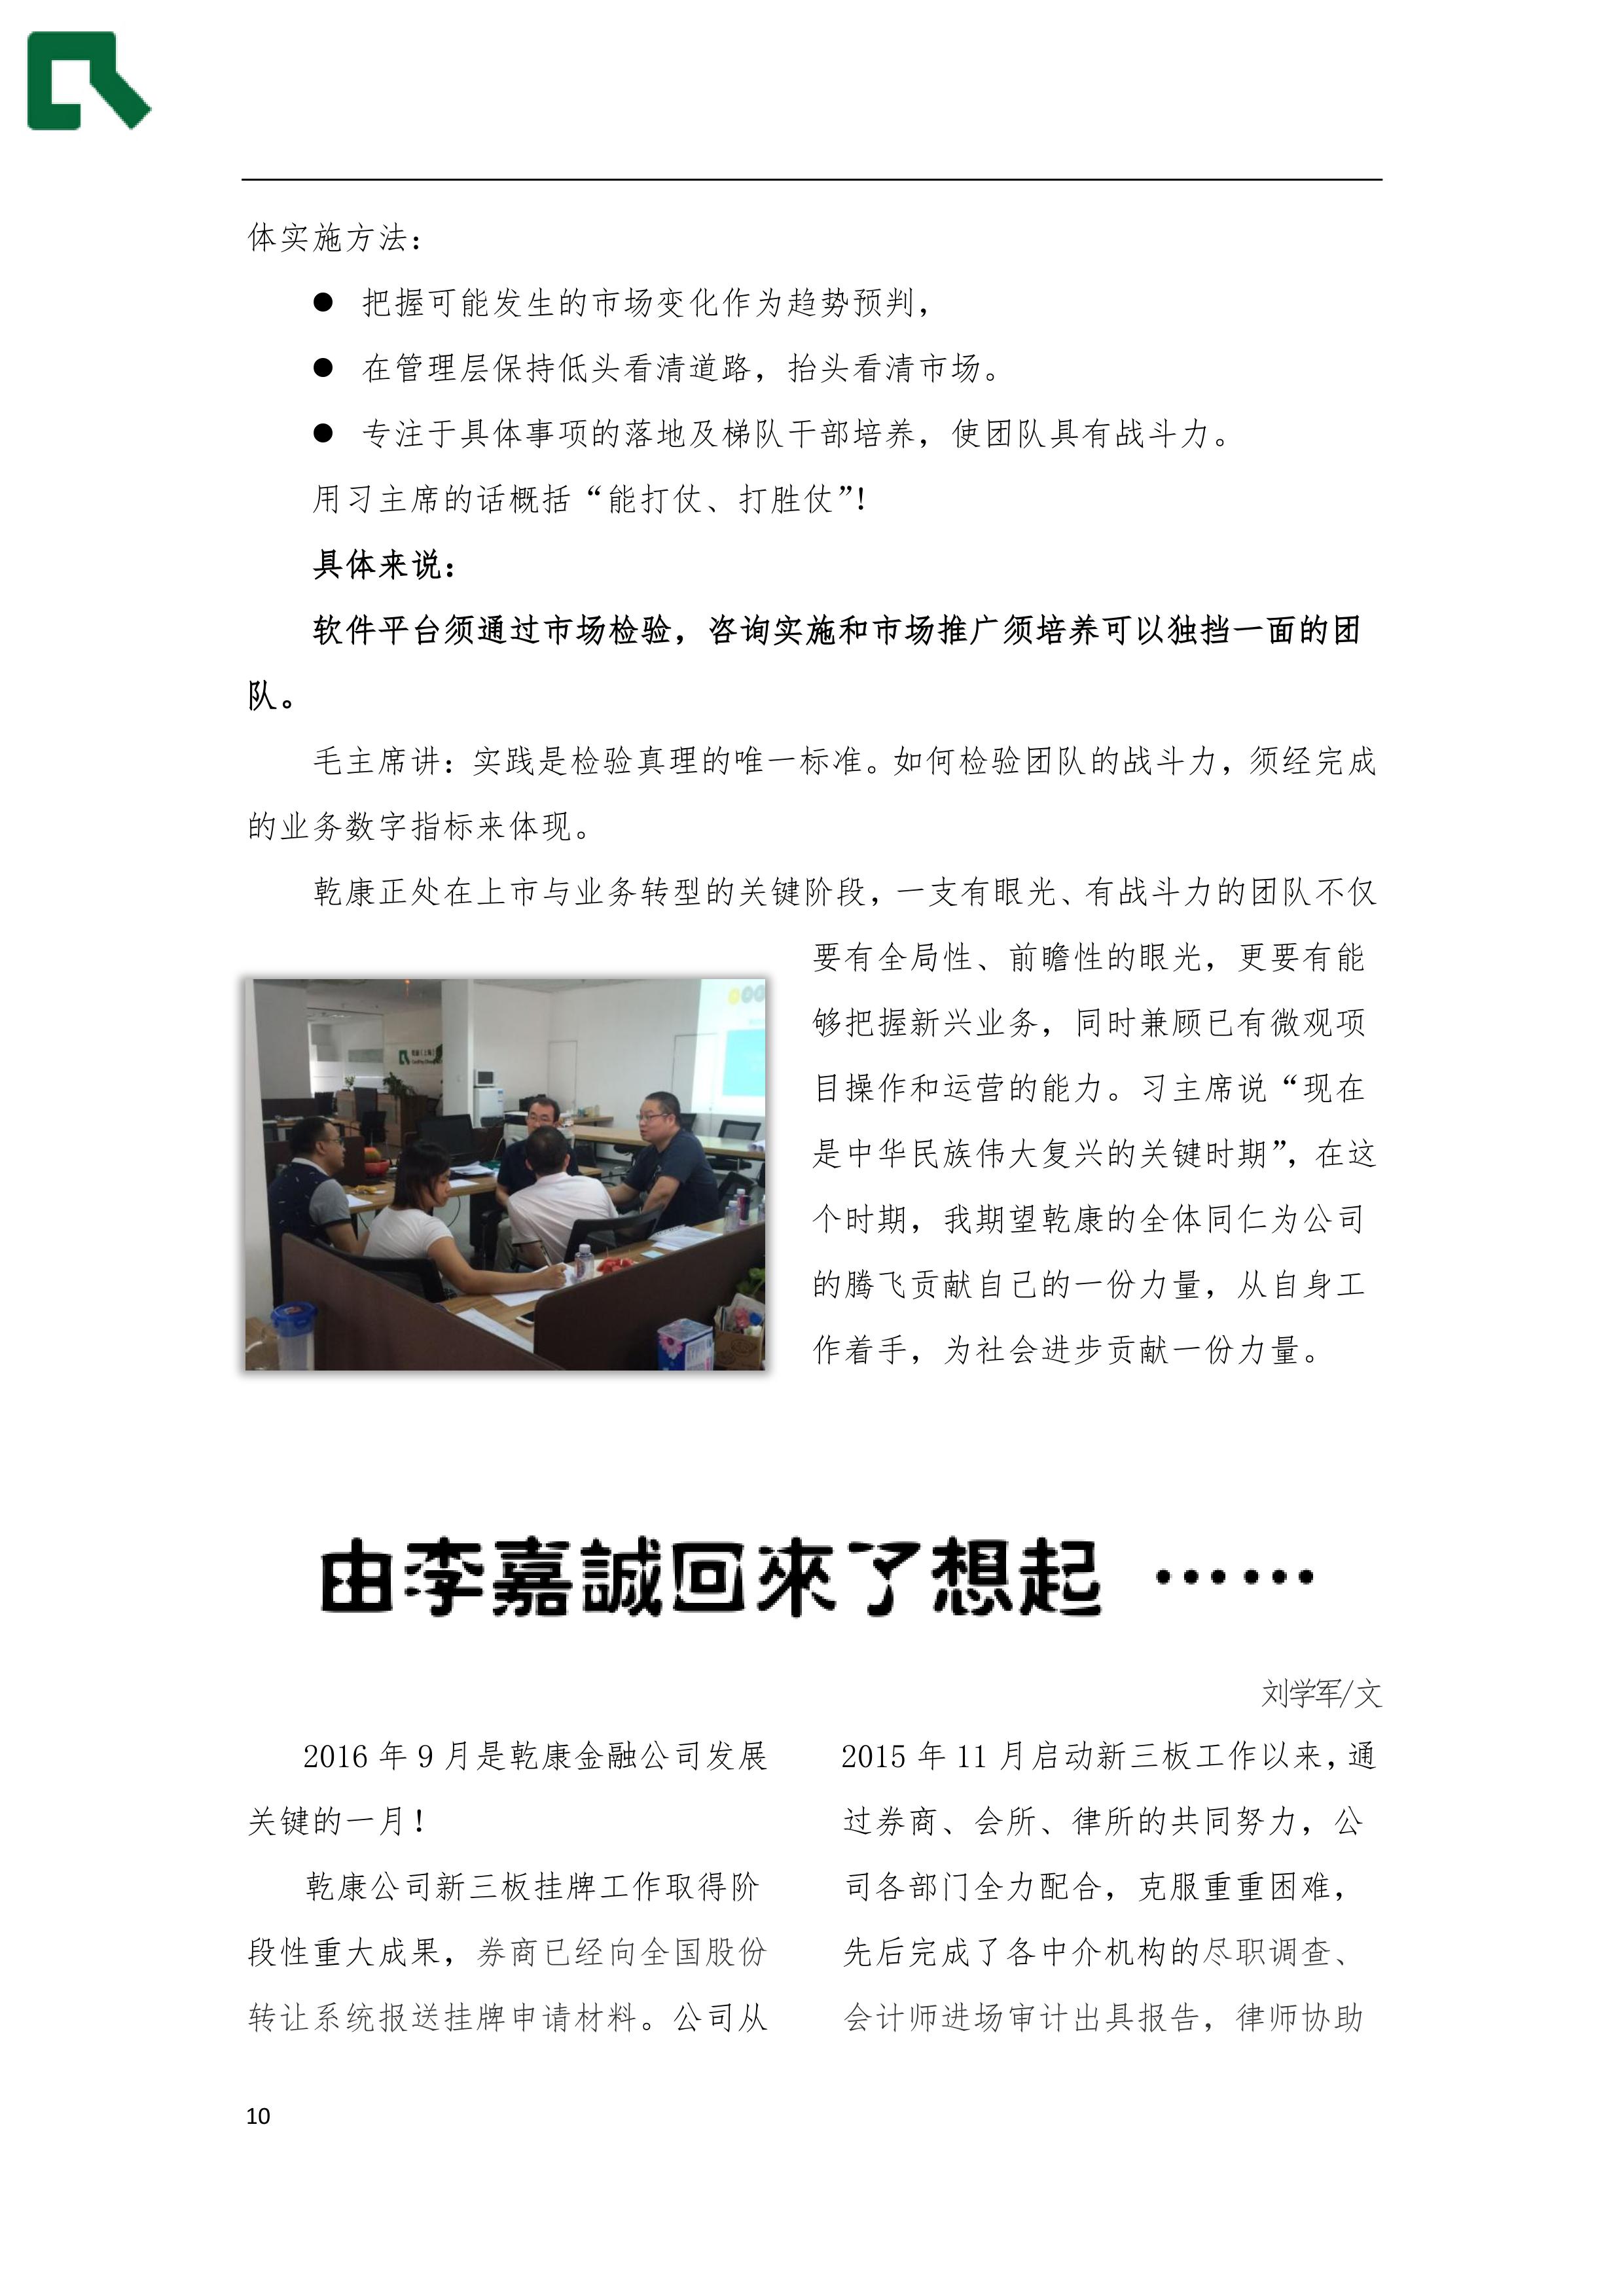 体实施方法：
● 把握可能发生的市场变化作为趋势预判，
● 在管理层保持低头看清道路，抬头看清市场。
● 专注于具体事项的落地及梯队干部培养，使团队具有战斗力。
用习主席的话概括“能打仗、打胜仗”！
具体来说：
软件平台须通过市场检验，咨询实施和市场推广须培养可以独挡一面的团
队。
毛主席讲：实践是检验真理的唯一标准。如何检验团队的战斗力，须经完成
的业务数字指标来体现。
乾康正处在上市与业务转型的关键阶段，一支有眼光、有战斗力的团队不仅
要有全局性、前瞻性的眼光，更要有能
够把握新兴业务，同时兼顾已有微观项
目操作和运营的能力。习主席说“现在
是中华民族伟大复兴的关键时期”，在这
个时期，我期望乾康的全体同仁为公司
的腾飞贡献自己的一份力量，从自身工
作着手，为社会进步贡献一份力量。
由李嘉誠回來了想起 ……
刘学军/文
2016 年 9 月是乾康金融公司发展
关键的一月！
乾康公司新三板挂牌工作取得阶
段性重大成果，券商已经向全国股份
转让系统报送挂牌申请材料。公司从
2015 年 11 月启动新三板工作以来，通
过券商、会所、律所的共同努力，公
司各部门全力配合，克服重重困难，
先后完成了各中介机构的尽职调查、
会计师进场审计出具报告，律师协助
10